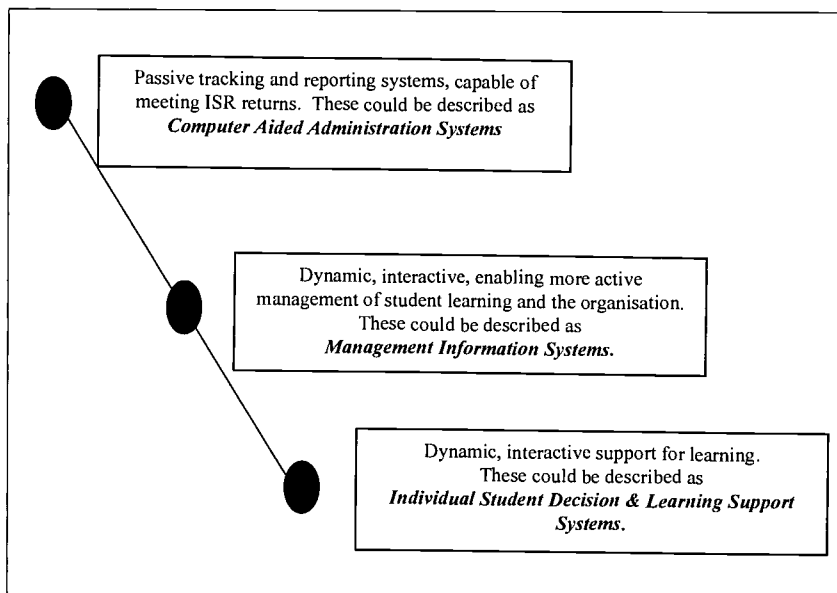 Passive tracking and reporting systems, capable of
meeting ISR returns. These could be described as
Computer Aided Administration Systems
Dynamic, interactive, enabling more active
management of student learning and the organisation.
These could be described as
Management Information Systems.
Dynamic, interactive support for learning.
These could be described as
Individual Student Decision & Learning Support
Systems.